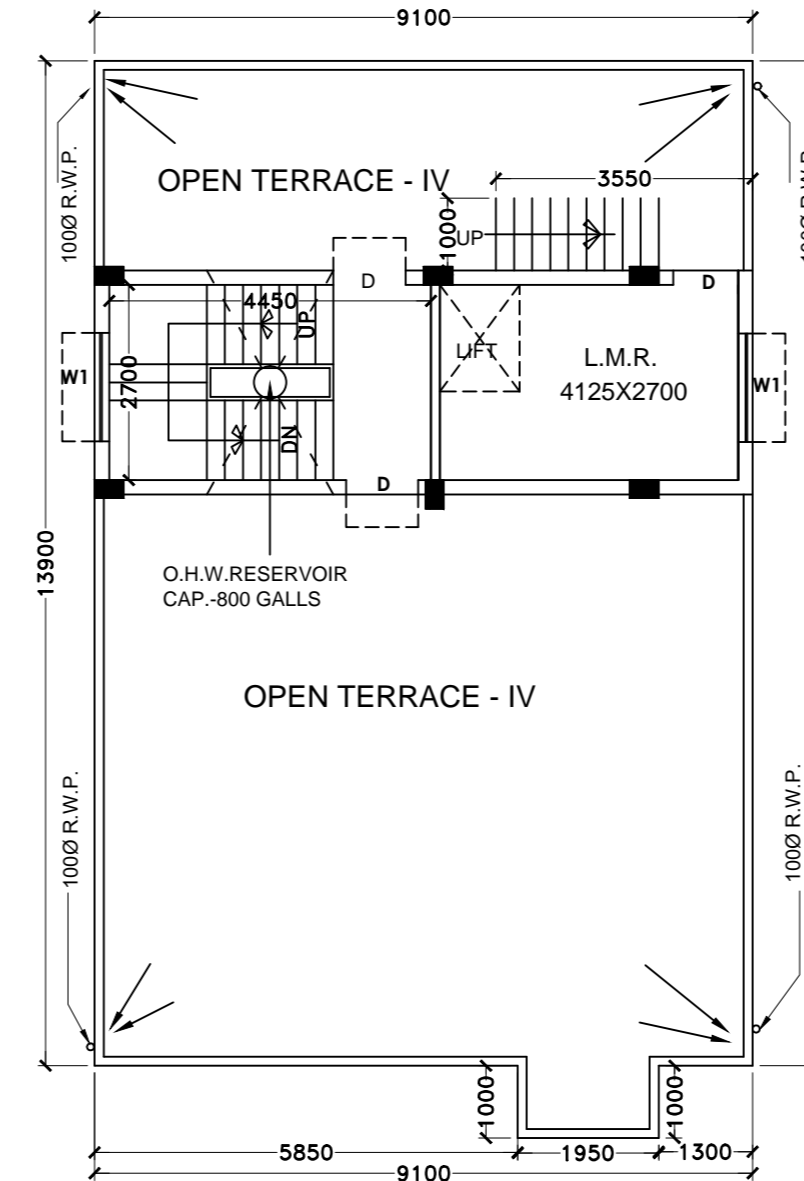 9100
100Ø R.W.P.
100Ø R.W.P.
OPEN TERRACE - IV
3550
1000
UP
D
D
4450
UP
LIFT
L.M.R.
4125X2700
W1
2700
W1
DN
D
13900
O.H.W.RESERVOIR
CAP.-800 GALLS
OPEN TERRACE - IV
100Ø R.W.P.
100Ø R.W.P.
1000
1000
5850
1950
1300
9100